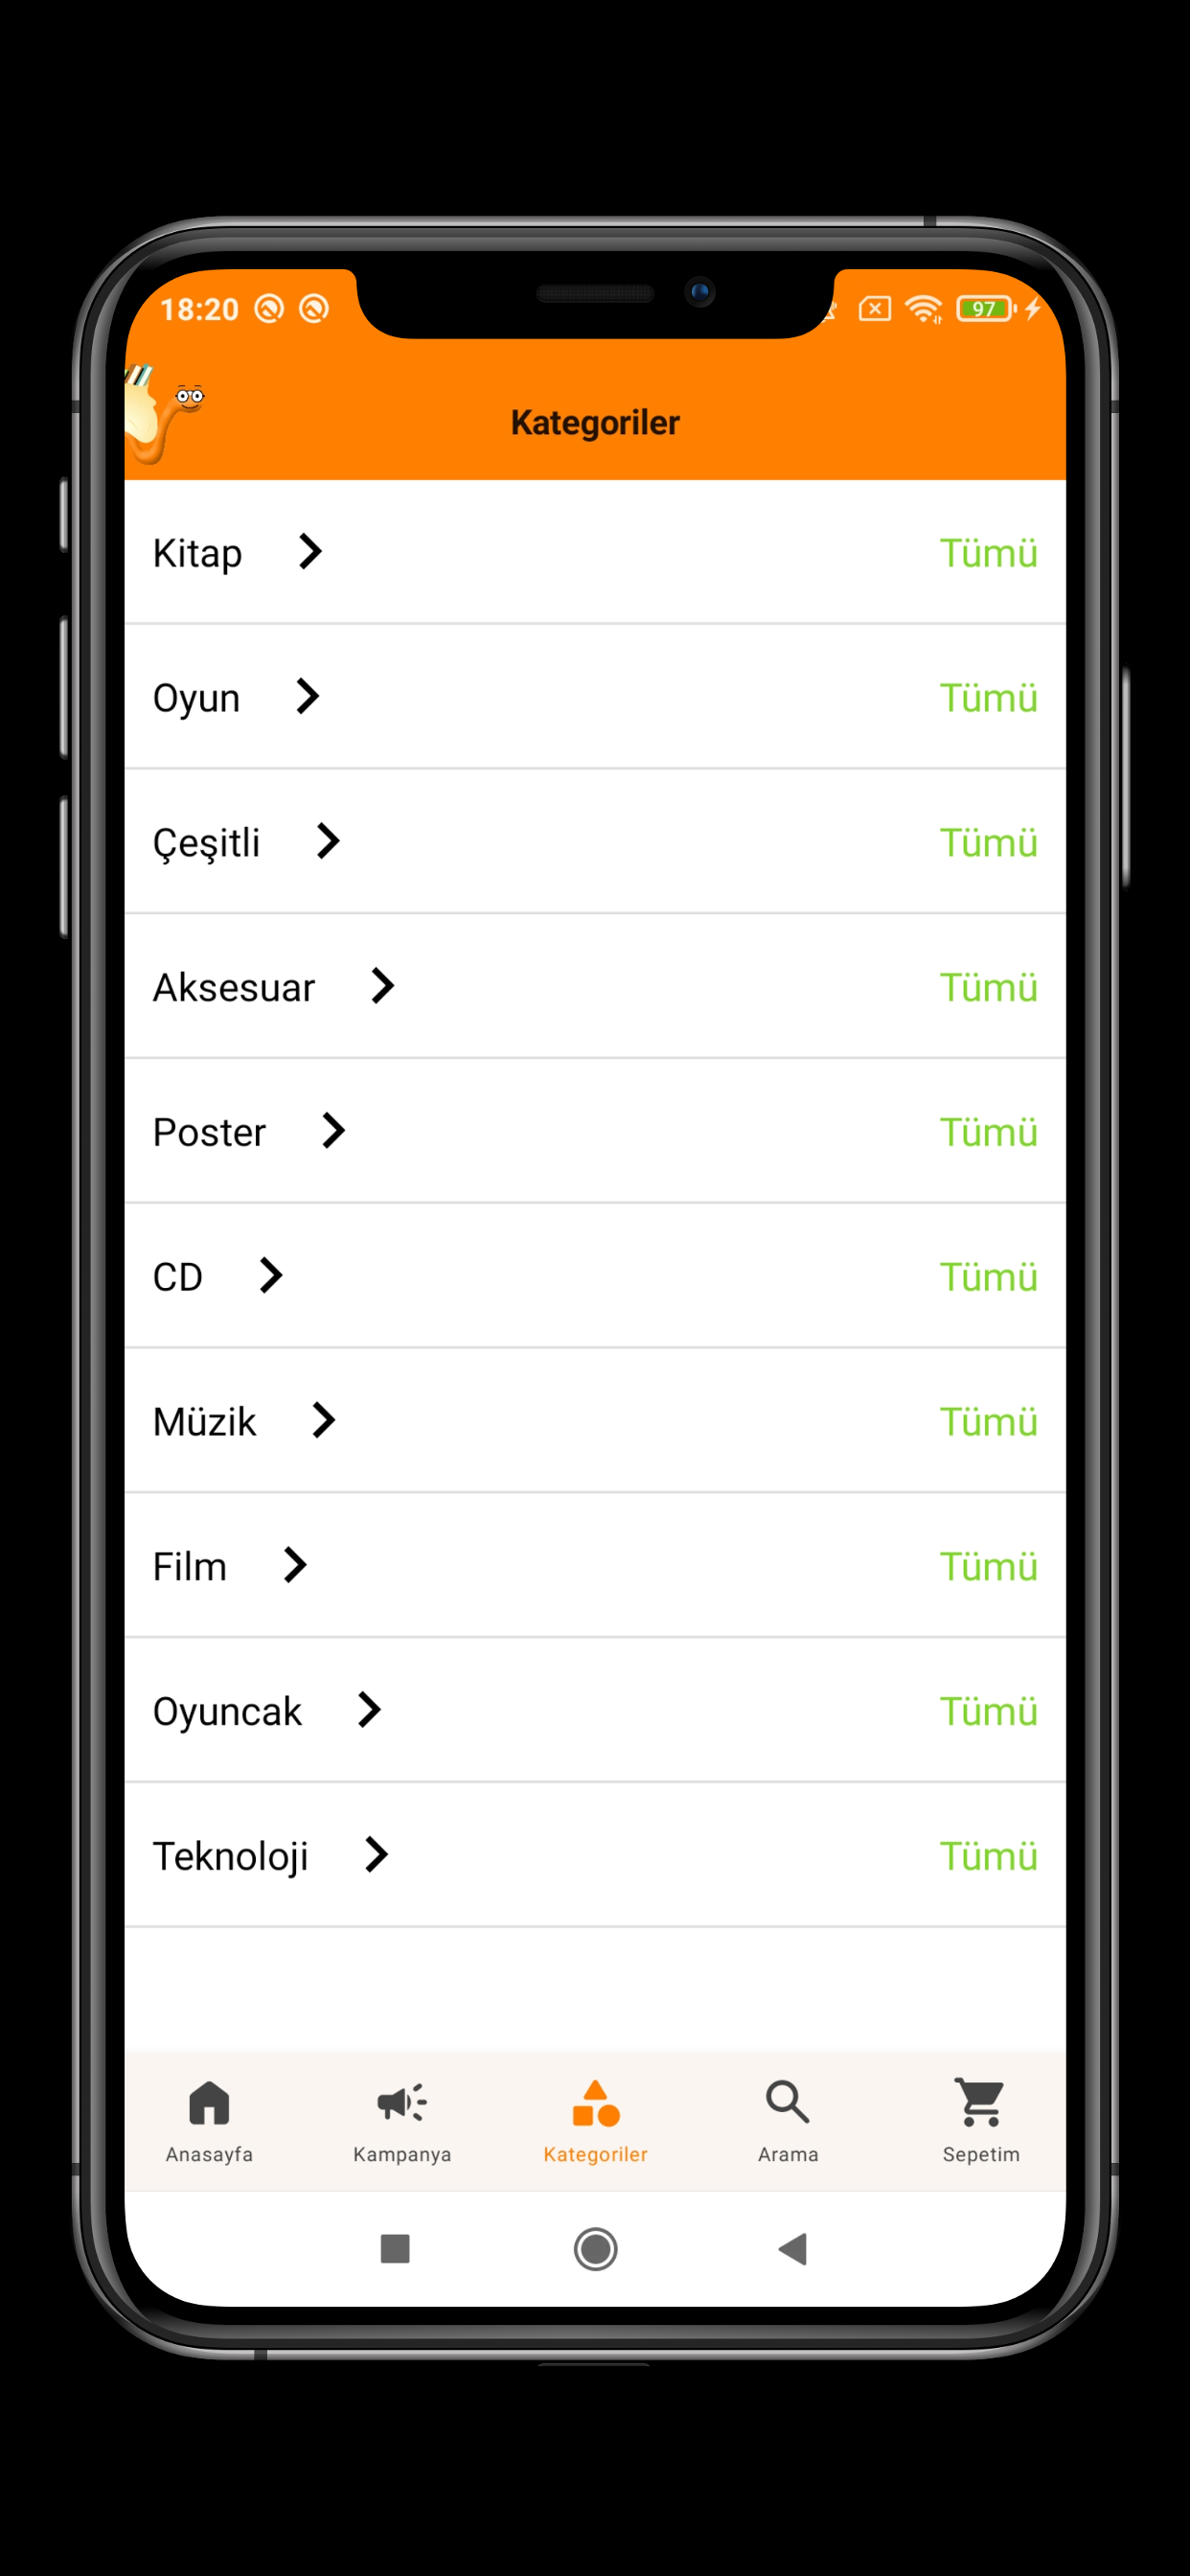 18:20 97
Kategoriler
Kitap Tümü
Oyun Tümü
Çeşitli Tümü
Aksesuar Tümü
Poster Tümü
CD Tümü
Müzik Tümü
Film Tümü
Oyuncak Tümü
Teknoloji Tümü
Anasayfa Kampanya Kategoriler Arama Sepetim